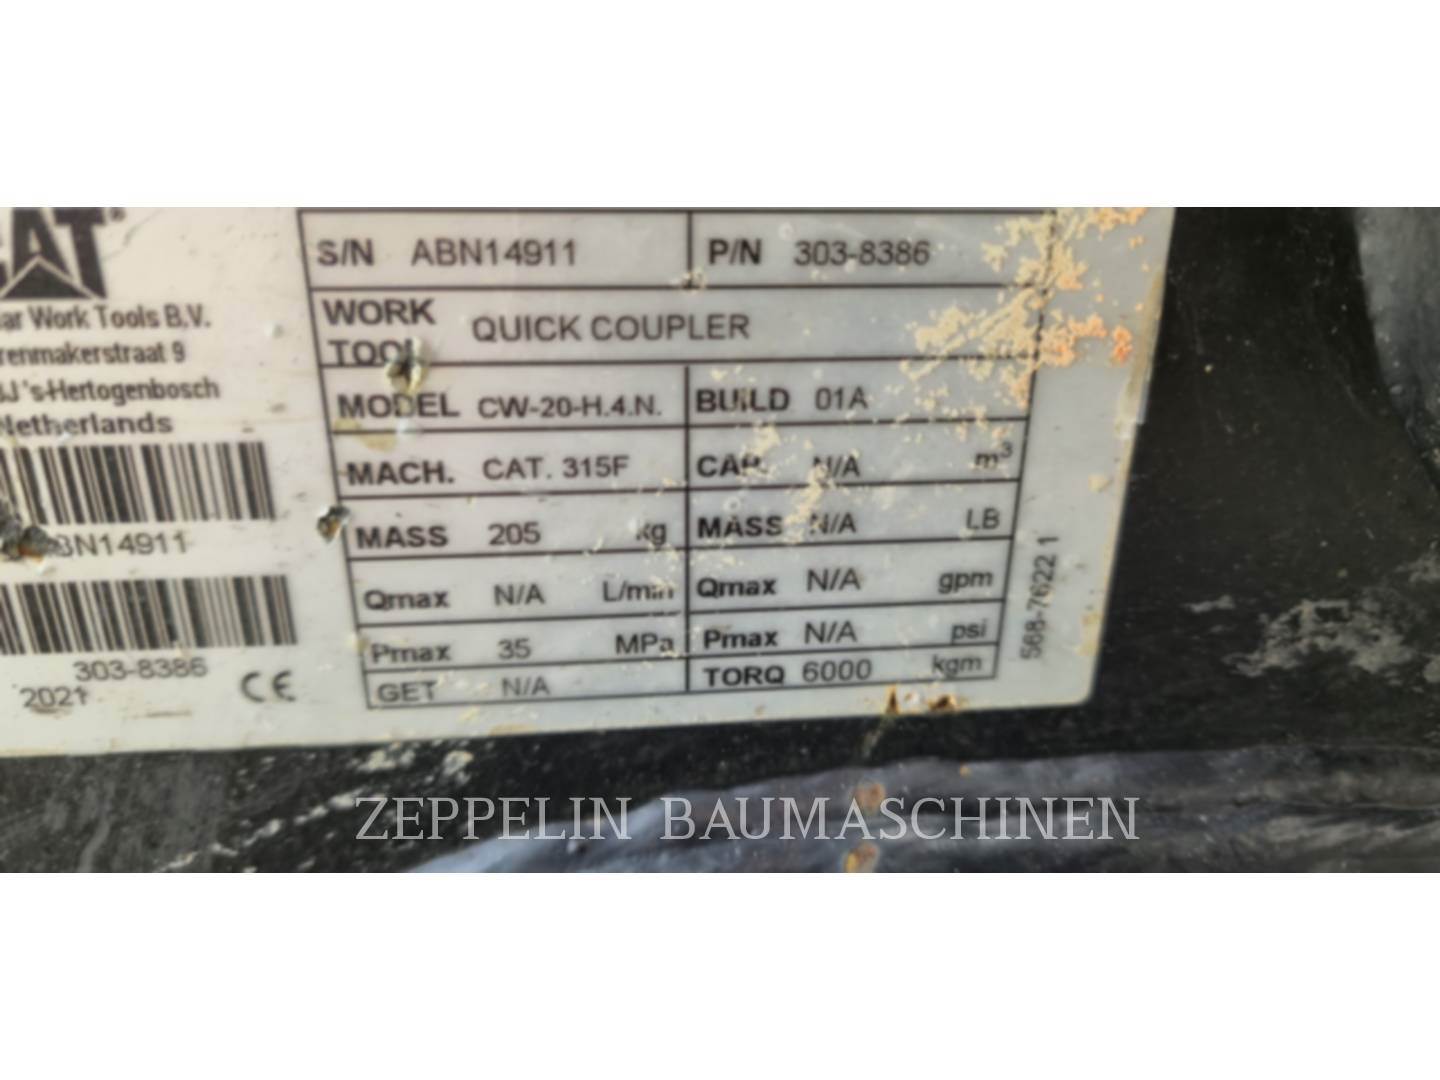 CAT®
ar Work Tools B.V.
renmakerstraat 9
BJ 's-Hertogenbosch
Netherlands
BN14911
303-8386
2021 CE
S/N ABN14911 P/N 303-8386
WORK TOOL QUICK COUPLER
MODEL CW-20-H.4.N. BUILD 01A
MACH. CAT. 315F CAP. N/A m³
MASS 205 kg MASS N/A LB
Qmax N/A L/min Qmax N/A gpm
Pmax 35 MPa Pmax N/A psi
GET N/A TORQ 6000 kgm
568-7622 1
ZEPPELIN BAUMASCHINEN